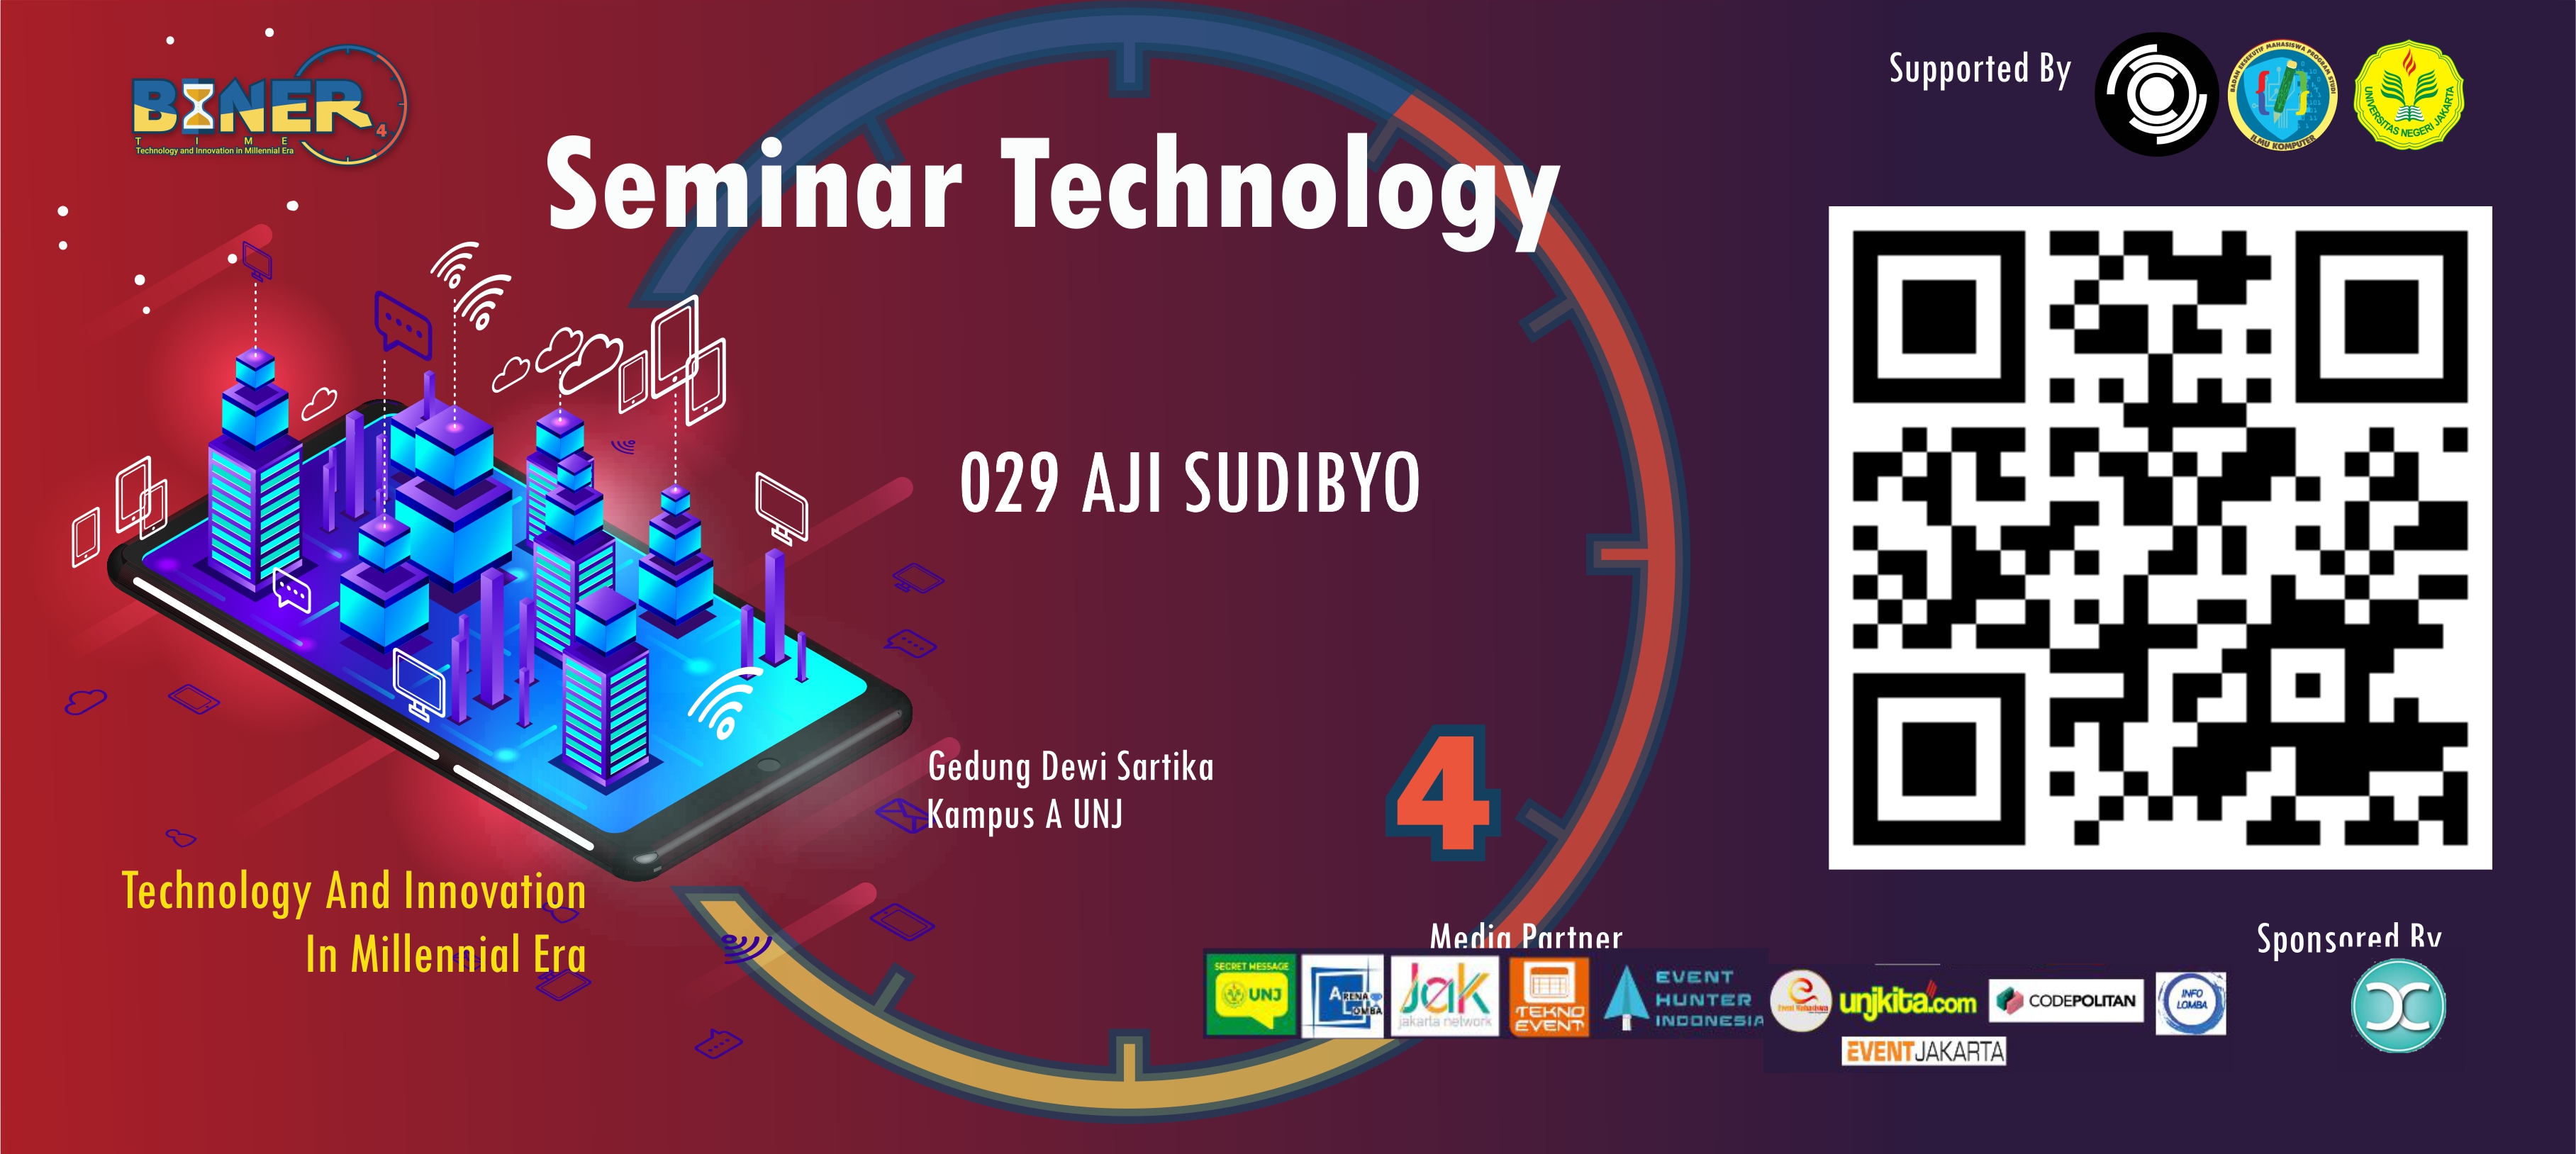 BINER
4
T I M E
Technology and Innovation in Millennial Era
Supported By
BADAN EKSEKUTIF MAHASISWA PROGRAM STUDI
ILMU KOMPUTER
UNIVERSITAS NEGERI JAKARTA
Seminar Technology
029 AJI SUDIBYO
Gedung Dewi Sartika
Kampus A UNJ
4
Technology And Innovation
In Millennial Era
Media Partner
Sponsored By
SECRET MESSAGE
UNJ
ARENA
LOMBA
JaK
jakarta network
TEKNO
EVENT
EVENT
HUNTER
INDONESIA
e
Event Mahasiswa
unjkita.com
CODEPOLITAN
INFO
LOMBA
EVENTJAKARTA